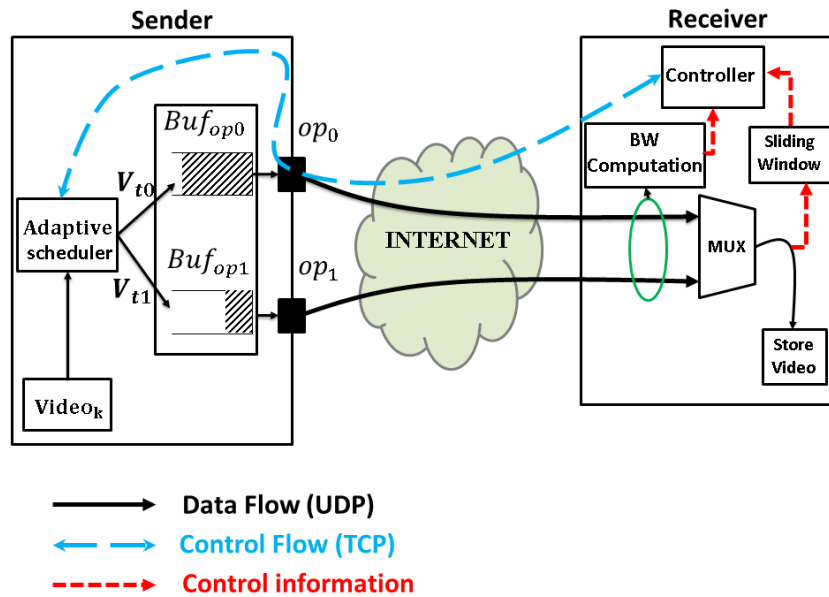 Sender
Receiver
Buf_op0
op_0
Controller
BW
Computation
Sliding
Window
V_t0
Adaptive
scheduler
INTERNET
MUX
Buf_op1
op_1
V_t1
Store
Video
Video_k
Data Flow (UDP)
Control Flow (TCP)
Control information